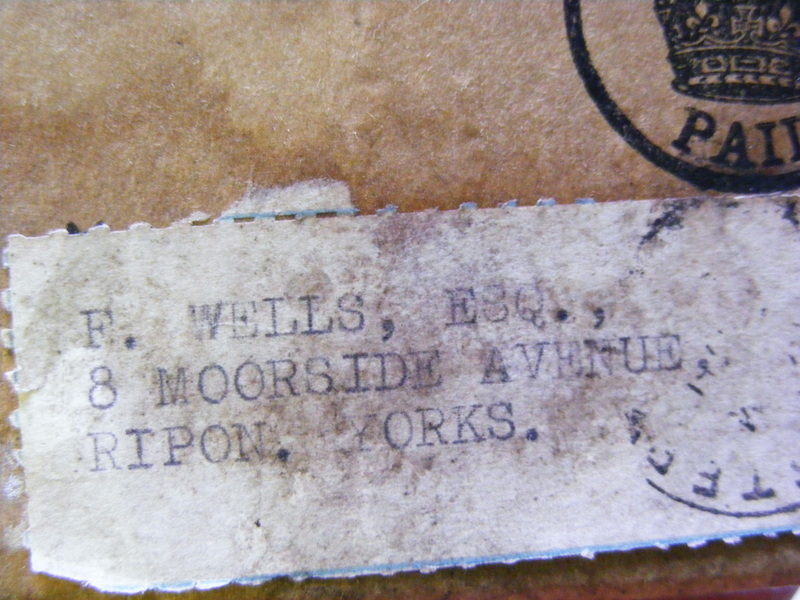 PAI
F. WELLS, ESQ.,
8 MOORSIDE AVENUE,
RIPON. YORKS.